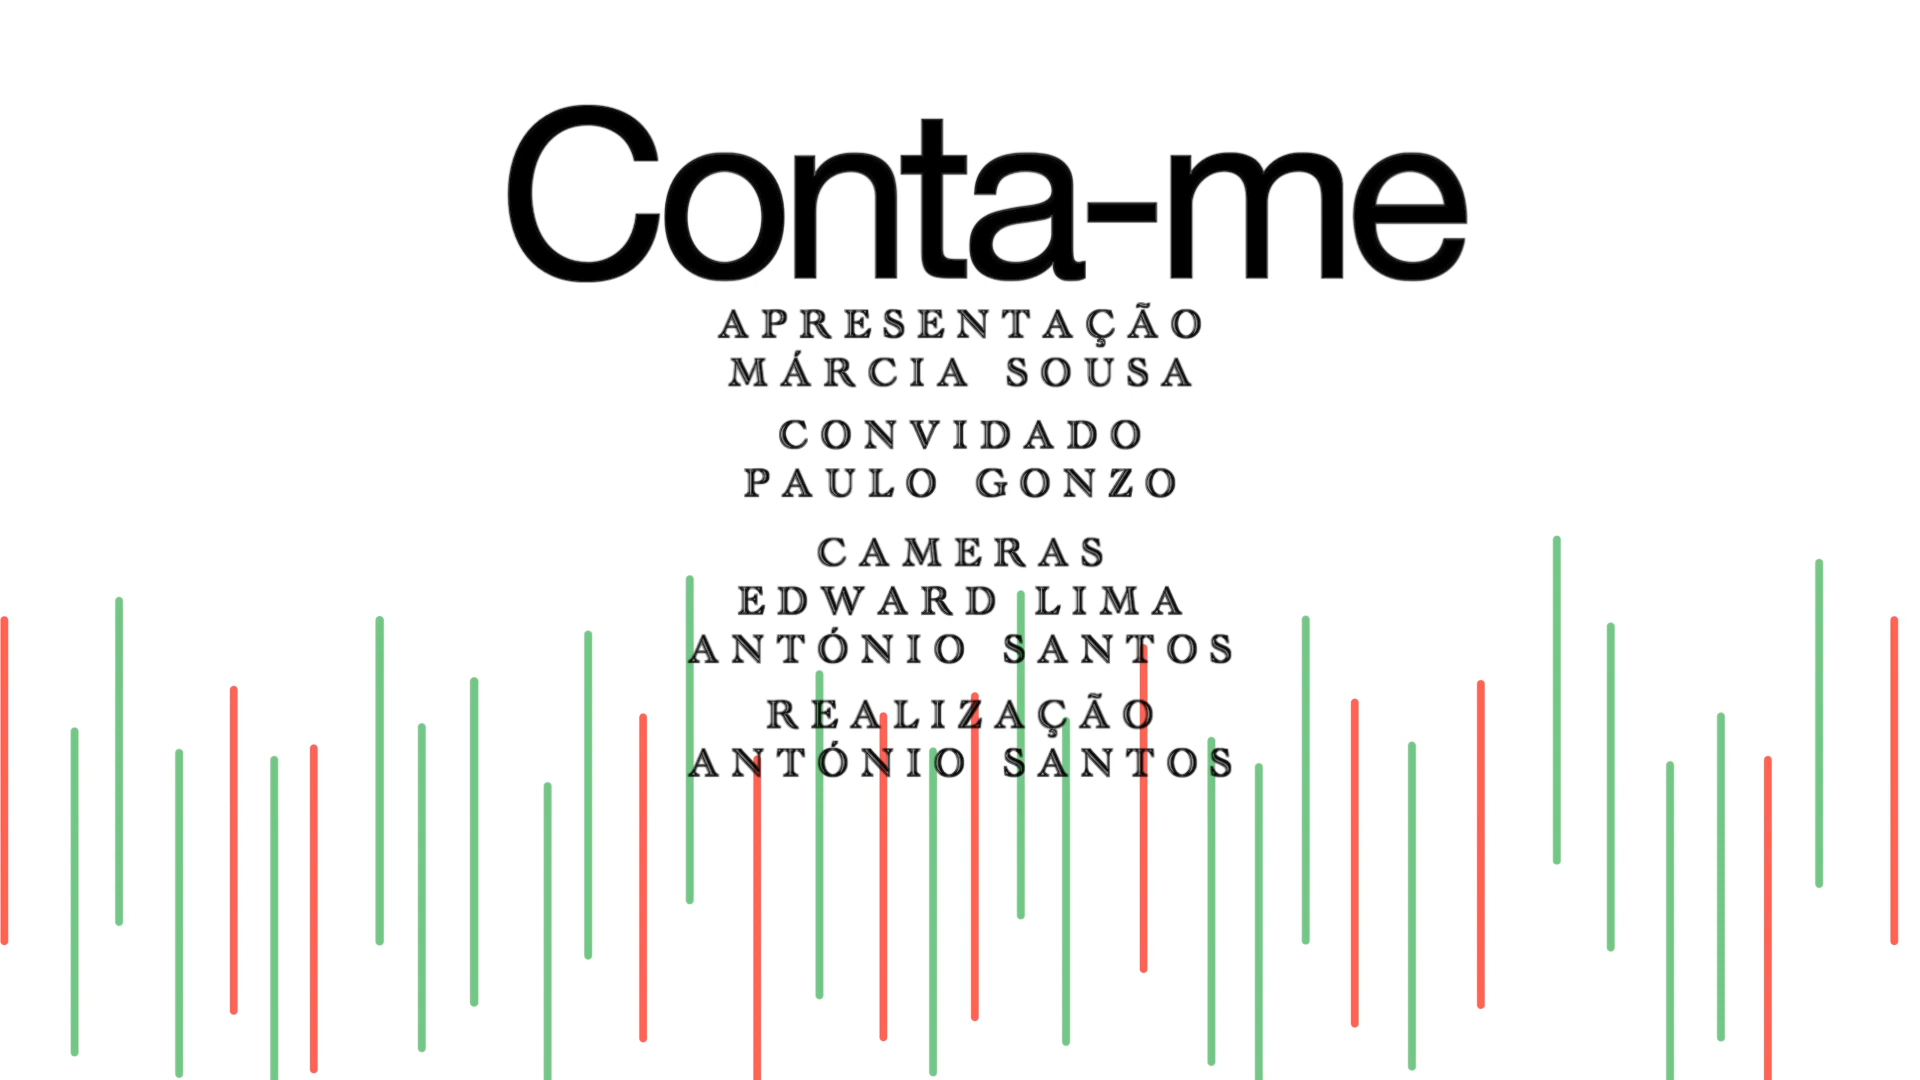 Conta-me
APRESENTAÇÃO
MÁRCIA SOUSA
CONVIDADO
PAULO GONZO
CAMERAS
EDWARD LIMA
ANTÓNIO SANTOS
REALIZAÇÃO
ANTÓNIO SANTOS